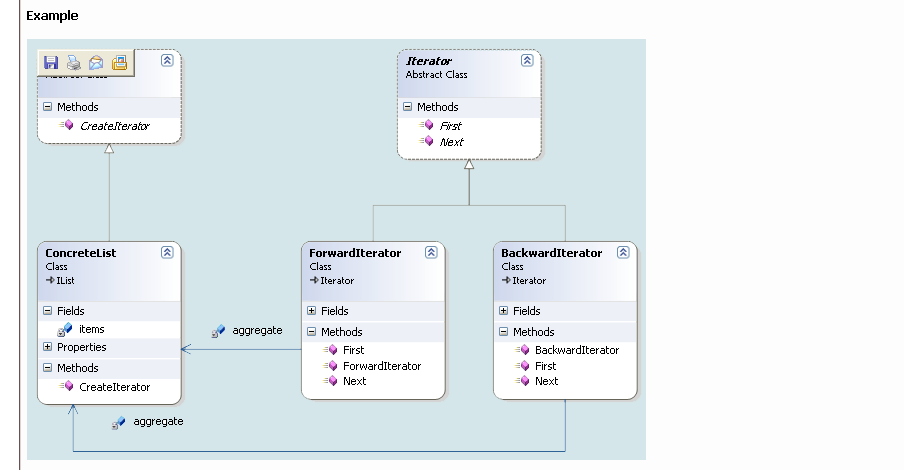 Example
Iterator
Abstract Class
Methods
CreateIterator
Methods
First
Next
ConcreteList
Class
IList
Fields
items
Properties
Methods
CreateIterator
aggregate
ForwardIterator
Class
Iterator
Fields
Methods
First
ForwardIterator
Next
BackwardIterator
Class
Iterator
Fields
Methods
BackwardIterator
First
Next
aggregate